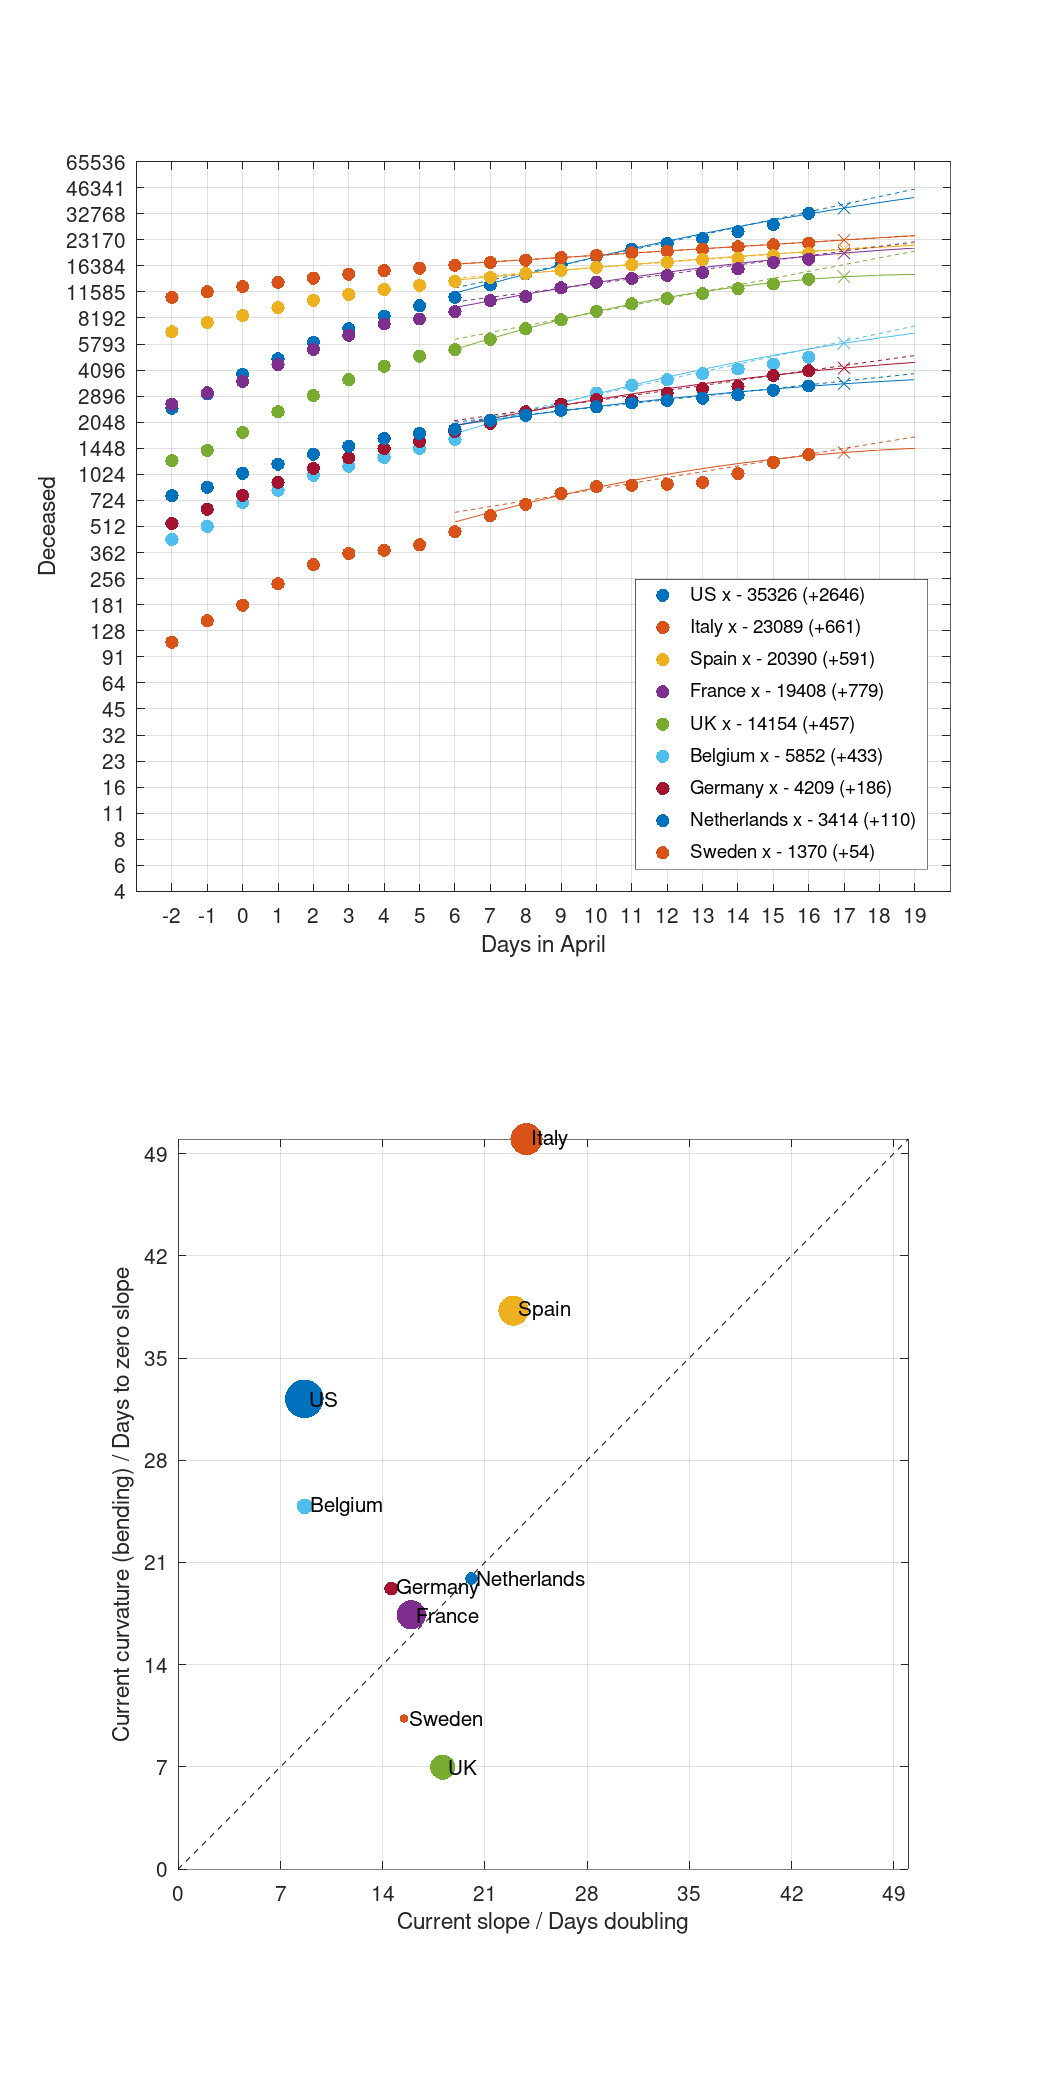 65536
46341
32768
23170
16384
11585
8192
5793
4096
2896
2048
1448
1024
724
512
362
256
181
128
91
64
45
32
23
16
11
8
6
4
Deceased
US x - 35326 (+2646)
Italy x - 23089 (+661)
Spain x - 20390 (+591)
France x - 19408 (+779)
UK x - 14154 (+457)
Belgium x - 5852 (+433)
Germany x - 4209 (+186)
Netherlands x - 3414 (+110)
Sweden x - 1370 (+54)
-2 -1 0 1 2 3 4 5 6 7 8 9 10 11 12 13 14 15 16 17 18 19
Days in April
Current curvature (bending) / Days to zero slope
49
42
35
28
21
14
7
0
Italy
Spain
US
Belgium
Netherlands
Germany
France
Sweden
UK
0 7 14 21 28 35 42 49
Current slope / Days doubling